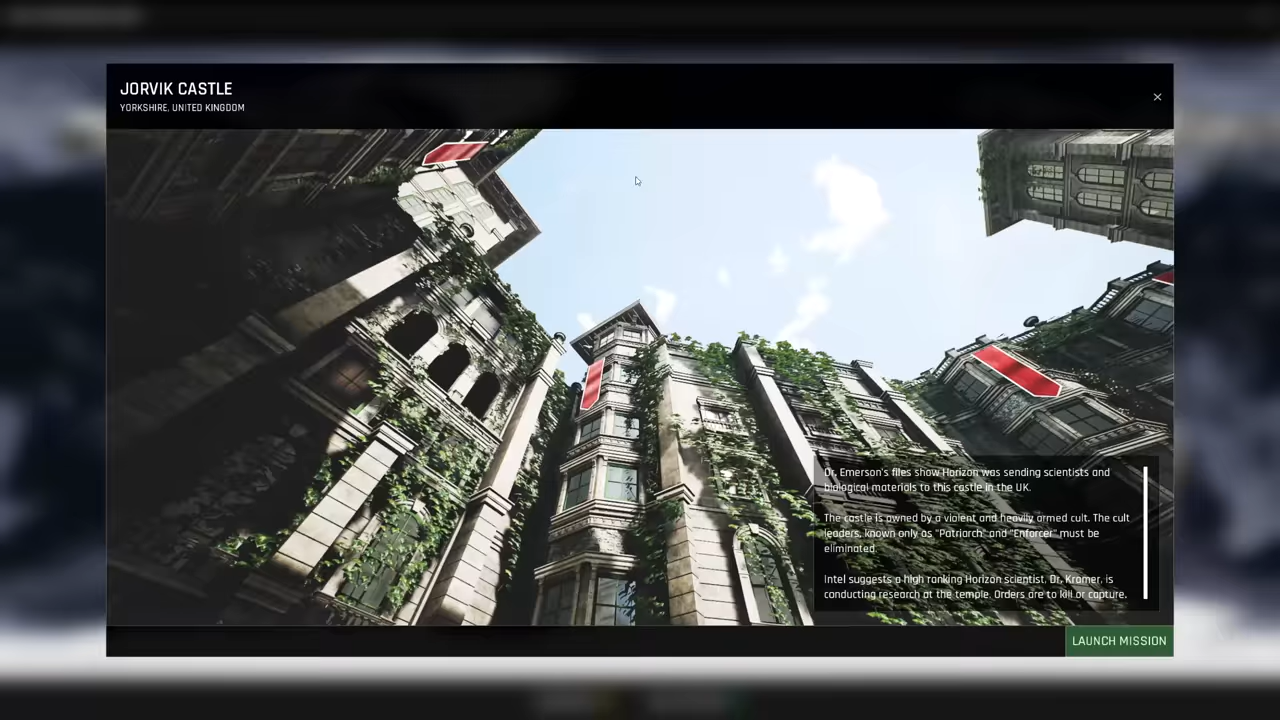 JORVIK CASTLE
YORKSHIRE, UNITED KINGDOM
Dr. Emerson's files show Horizon was sending scientists and
biological materials to this castle in the UK.
The castle is owned by a violent and heavily armed cult. The cult
leaders, known only as "Patriarch" and "Enforcer" must be
eliminated.
Intel suggests a high ranking Horizon scientist, Dr. Kramer, is
conducting research at the temple. Orders are to kill or capture.
LAUNCH MISSION